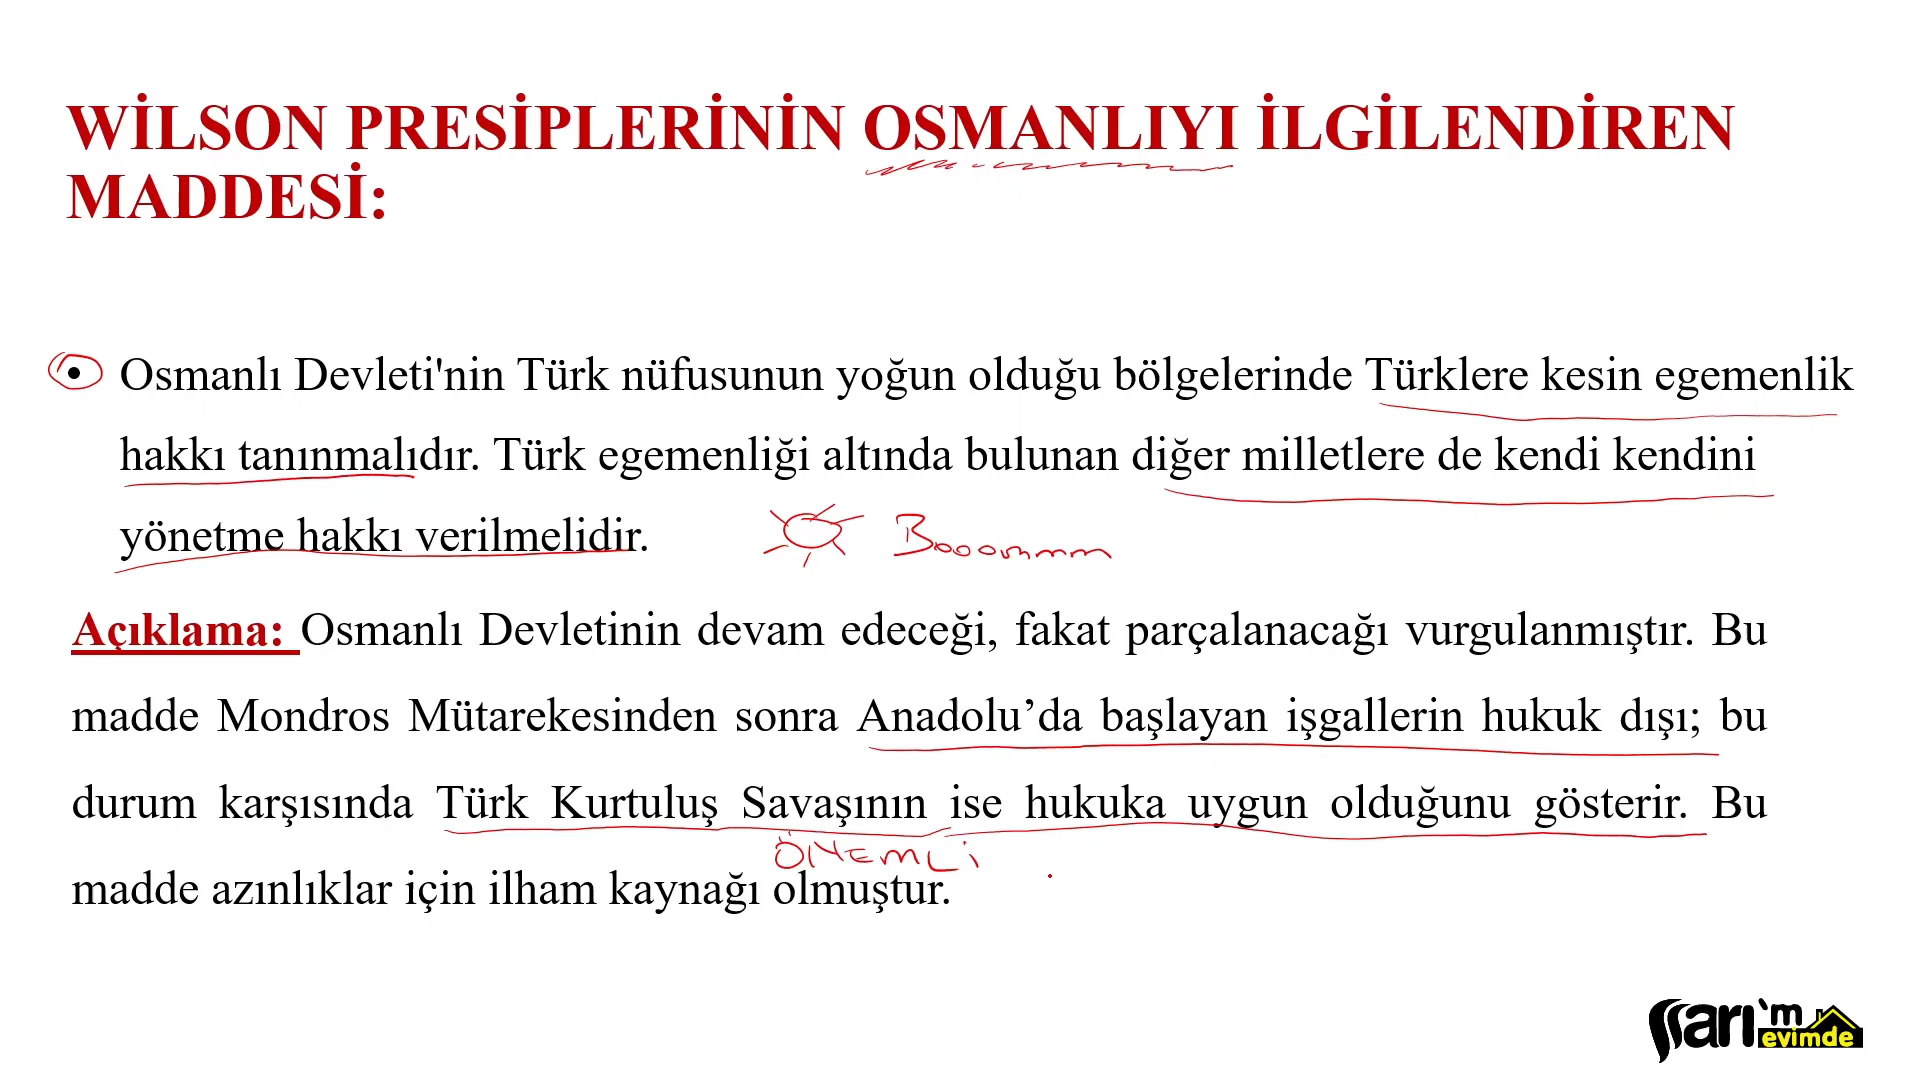 WİLSON PRESİPLERİNİN OSMANLIYI İLGİLENDİREN
MADDESİ:
• Osmanlı Devleti'nin Türk nüfusunun yoğun olduğu bölgelerinde Türklere kesin egemenlik
hakkı tanınmalıdır. Türk egemenliği altında bulunan diğer milletlere de kendi kendini
yönetme hakkı verilmelidir.
Booommm
Açıklama: Osmanlı Devletinin devam edeceği, fakat parçalanacağı vurgulanmıştır. Bu
madde Mondros Mütarekesinden sonra Anadolu’da başlayan işgallerin hukuk dışı; bu
durum karşısında Türk Kurtuluş Savaşının ise hukuka uygun olduğunu gösterir. Bu
ÖNEMLİ
madde azınlıklar için ilham kaynağı olmuştur.
arı'm
evimde